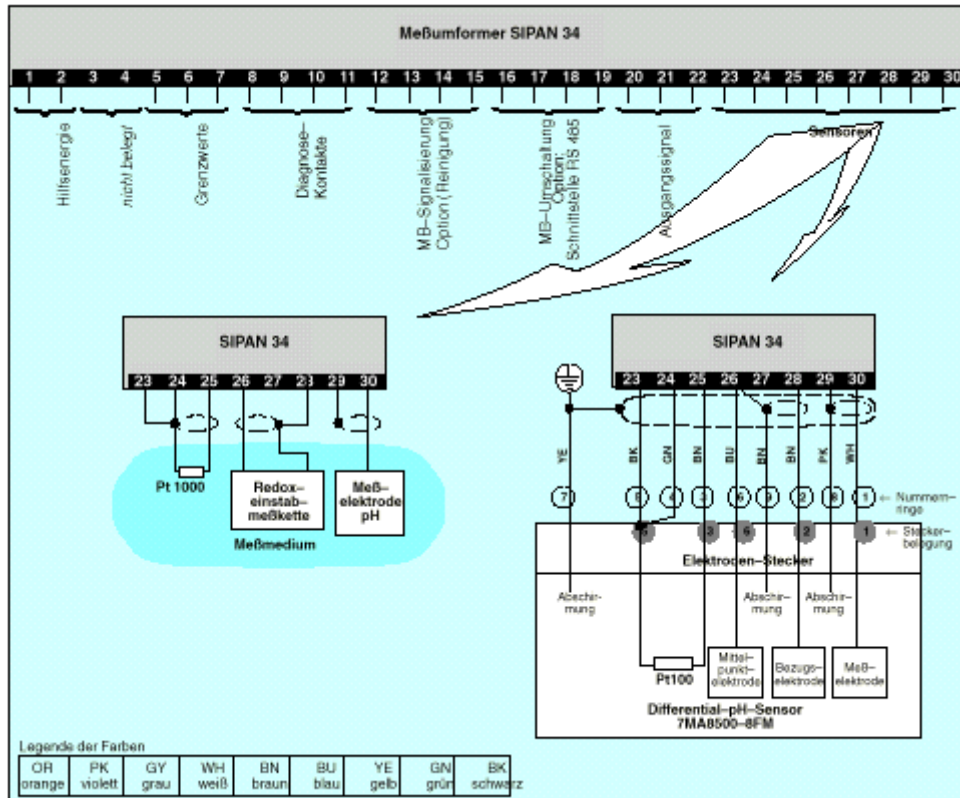 Meßumformer SIPAN 34
1 2 3 4 5 6 7 8 9 10 11 12 13 14 15 16 17 18 19 20 21 22 23 24 25 26 27 28 29 30
Hilfsenergie
nicht belegt
Grenzwerte
Diagnose–
Kontakte
MB–Signalisierung
Option ( Reinigung)
MB–Umschaltung
Option:
Schnittstelle RS 485
Ausgangssignal
Sensoren
SIPAN 34
23 24 25 26 27 28 29 30
Pt 1000
Redox–
einstab–
meßkette
Meß–
elektrode
pH
Meßmedium
SIPAN 34
23 24 25 26 27 28 29 30
YE BK GN BN BU BN BN PK WH
7 5 4 3 6 9 2 8 1 ← Nummern–
ringe
5 3 6 2 1 ← Stecker–
belegung
Elektroden–Stecker
Abschir–
mung
Abschir–
mung
Abschir–
mung
Pt100
Mittel–
punkt–
elektrode
Bezugs–
elektrode
Meß–
elektrode
Differential–pH–Sensor
7MA8500–8FM
Legende der Farben
OR PK GY WH BN BU YE GN BK
orange violett grau weiß braun blau gelb grün schwarz